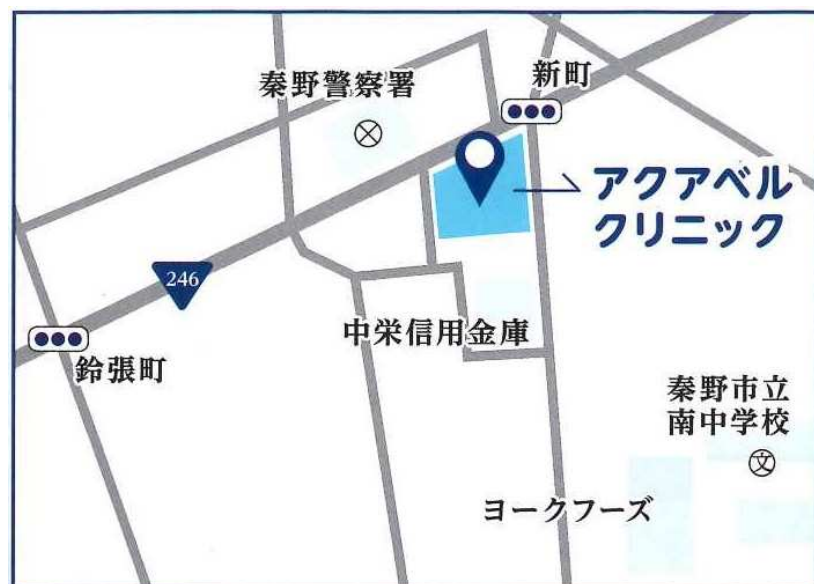 新町
秦野警察署
アクアベル
クリニック
246
中栄信用金庫
鈴張町
秦野市立
南中学校
文
ヨークフーズ